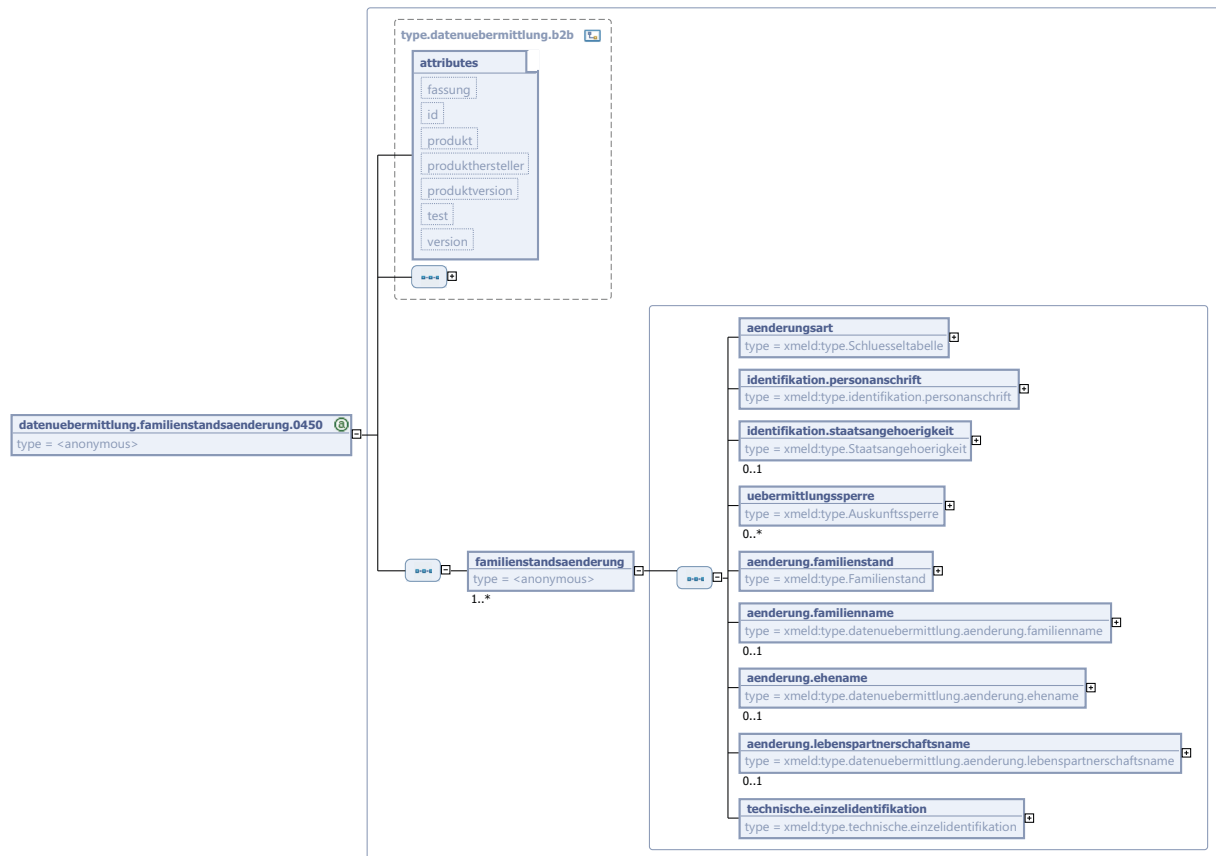 type.datenuebermittlung.b2b
attributes
fassung
id
produkt
produkthersteller
produktversion
test
version
datenuebermittlung.familienstandsaenderung.0450 a
type = <anonymous>
familienstandsaenderung
type = <anonymous>
1..*
aenderungsart
type = xmeld:type.Schluesseltabelle
identifikation.personanschrift
type = xmeld:type.identifikation.personanschrift
identifikation.staatsangehoerigkeit
type = xmeld:type.Staatsangehoerigkeit
0..1
uebermittlungssperre
type = xmeld:type.Auskunftssperre
0..*
aenderung.familienstand
type = xmeld:type.Familienstand
aenderung.familienname
type = xmeld:type.datenuebermittlung.aenderung.familienname
0..1
aenderung.ehename
type = xmeld:type.datenuebermittlung.aenderung.ehename
0..1
aenderung.lebenspartnerschaftsname
type = xmeld:type.datenuebermittlung.aenderung.lebenspartnerschaftsname
0..1
technische.einzelidentifikation
type = xmeld:type.technische.einzelidentifikation